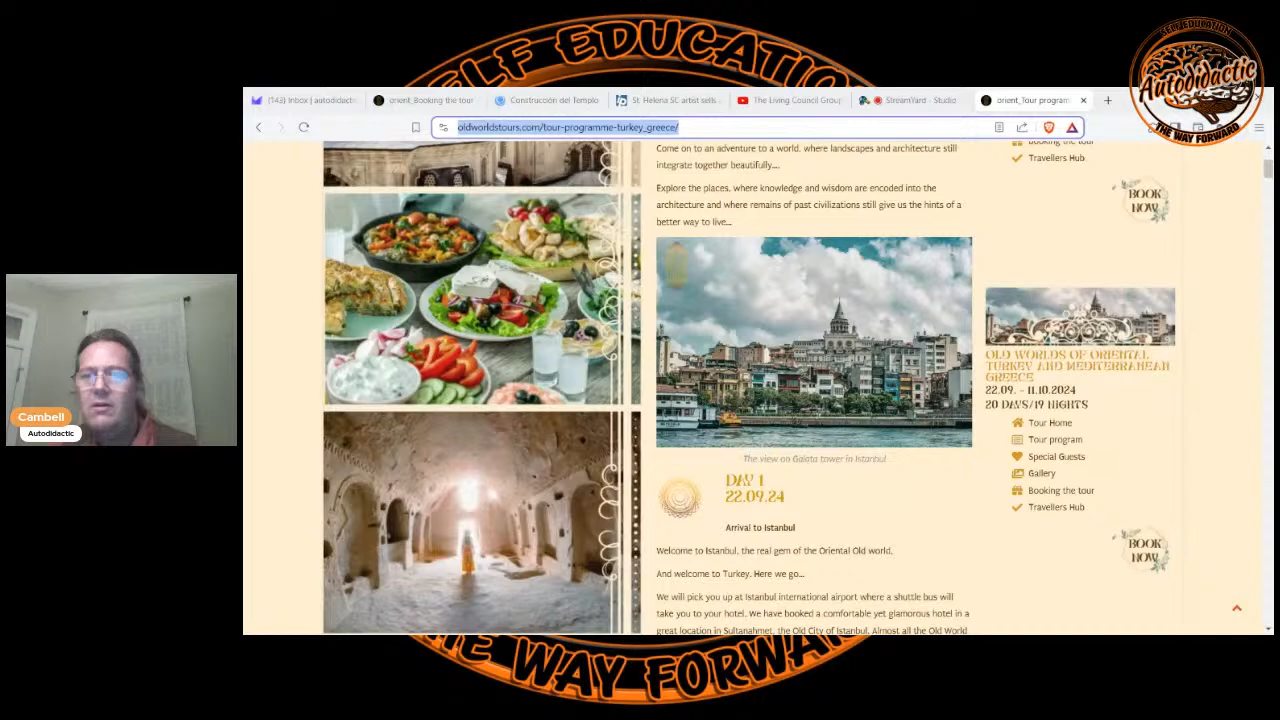 SELF EDUCATION
SELF EDUCATION
Autodidactic
THE WAY FORWARD
(143) Inbox | autodidacti
orient_Booking the tour
Construcción del Templo
St. Helena SC artist sells
The Living Council Group
StreamYard - Studio
orient_Tour program
oldworldstours.com/tour-programme-turkey_greece/
Come on to an adventure to a world, where landscapes and architecture still
integrate together beautifully....
Explore the places, where knowledge and wisdom are encoded into the
architecture and where remains of past civilizations still give us the hints of a
better way to live...
The view on Galata tower in Istanbul
DAY 1
22.09.24
Arrival to Istanbul
Welcome to Istanbul, the real gem of the Oriental Old world.
And welcome to Turkey. Here we go...
We will pick you up at Istanbul international airport where a shuttle bus will
take you to your hotel. We have booked a comfortable yet glamorous hotel in a
great location in Sultanahmet, the Old City of Istanbul. Almost all the Old World
Booking the tour
Travellers Hub
BOOK
NOW
OLD WORLDS OF ORIENTAL
TURKEY AND MEDITERRANEAN
GREECE
22.09. - 11.10.2024
20 DAYS/19 NIGHTS
Tour Home
Tour program
Special Guests
Gallery
Booking the tour
Travellers Hub
BOOK
NOW
Cambell
Autodidactic
THE WAY FORWARD